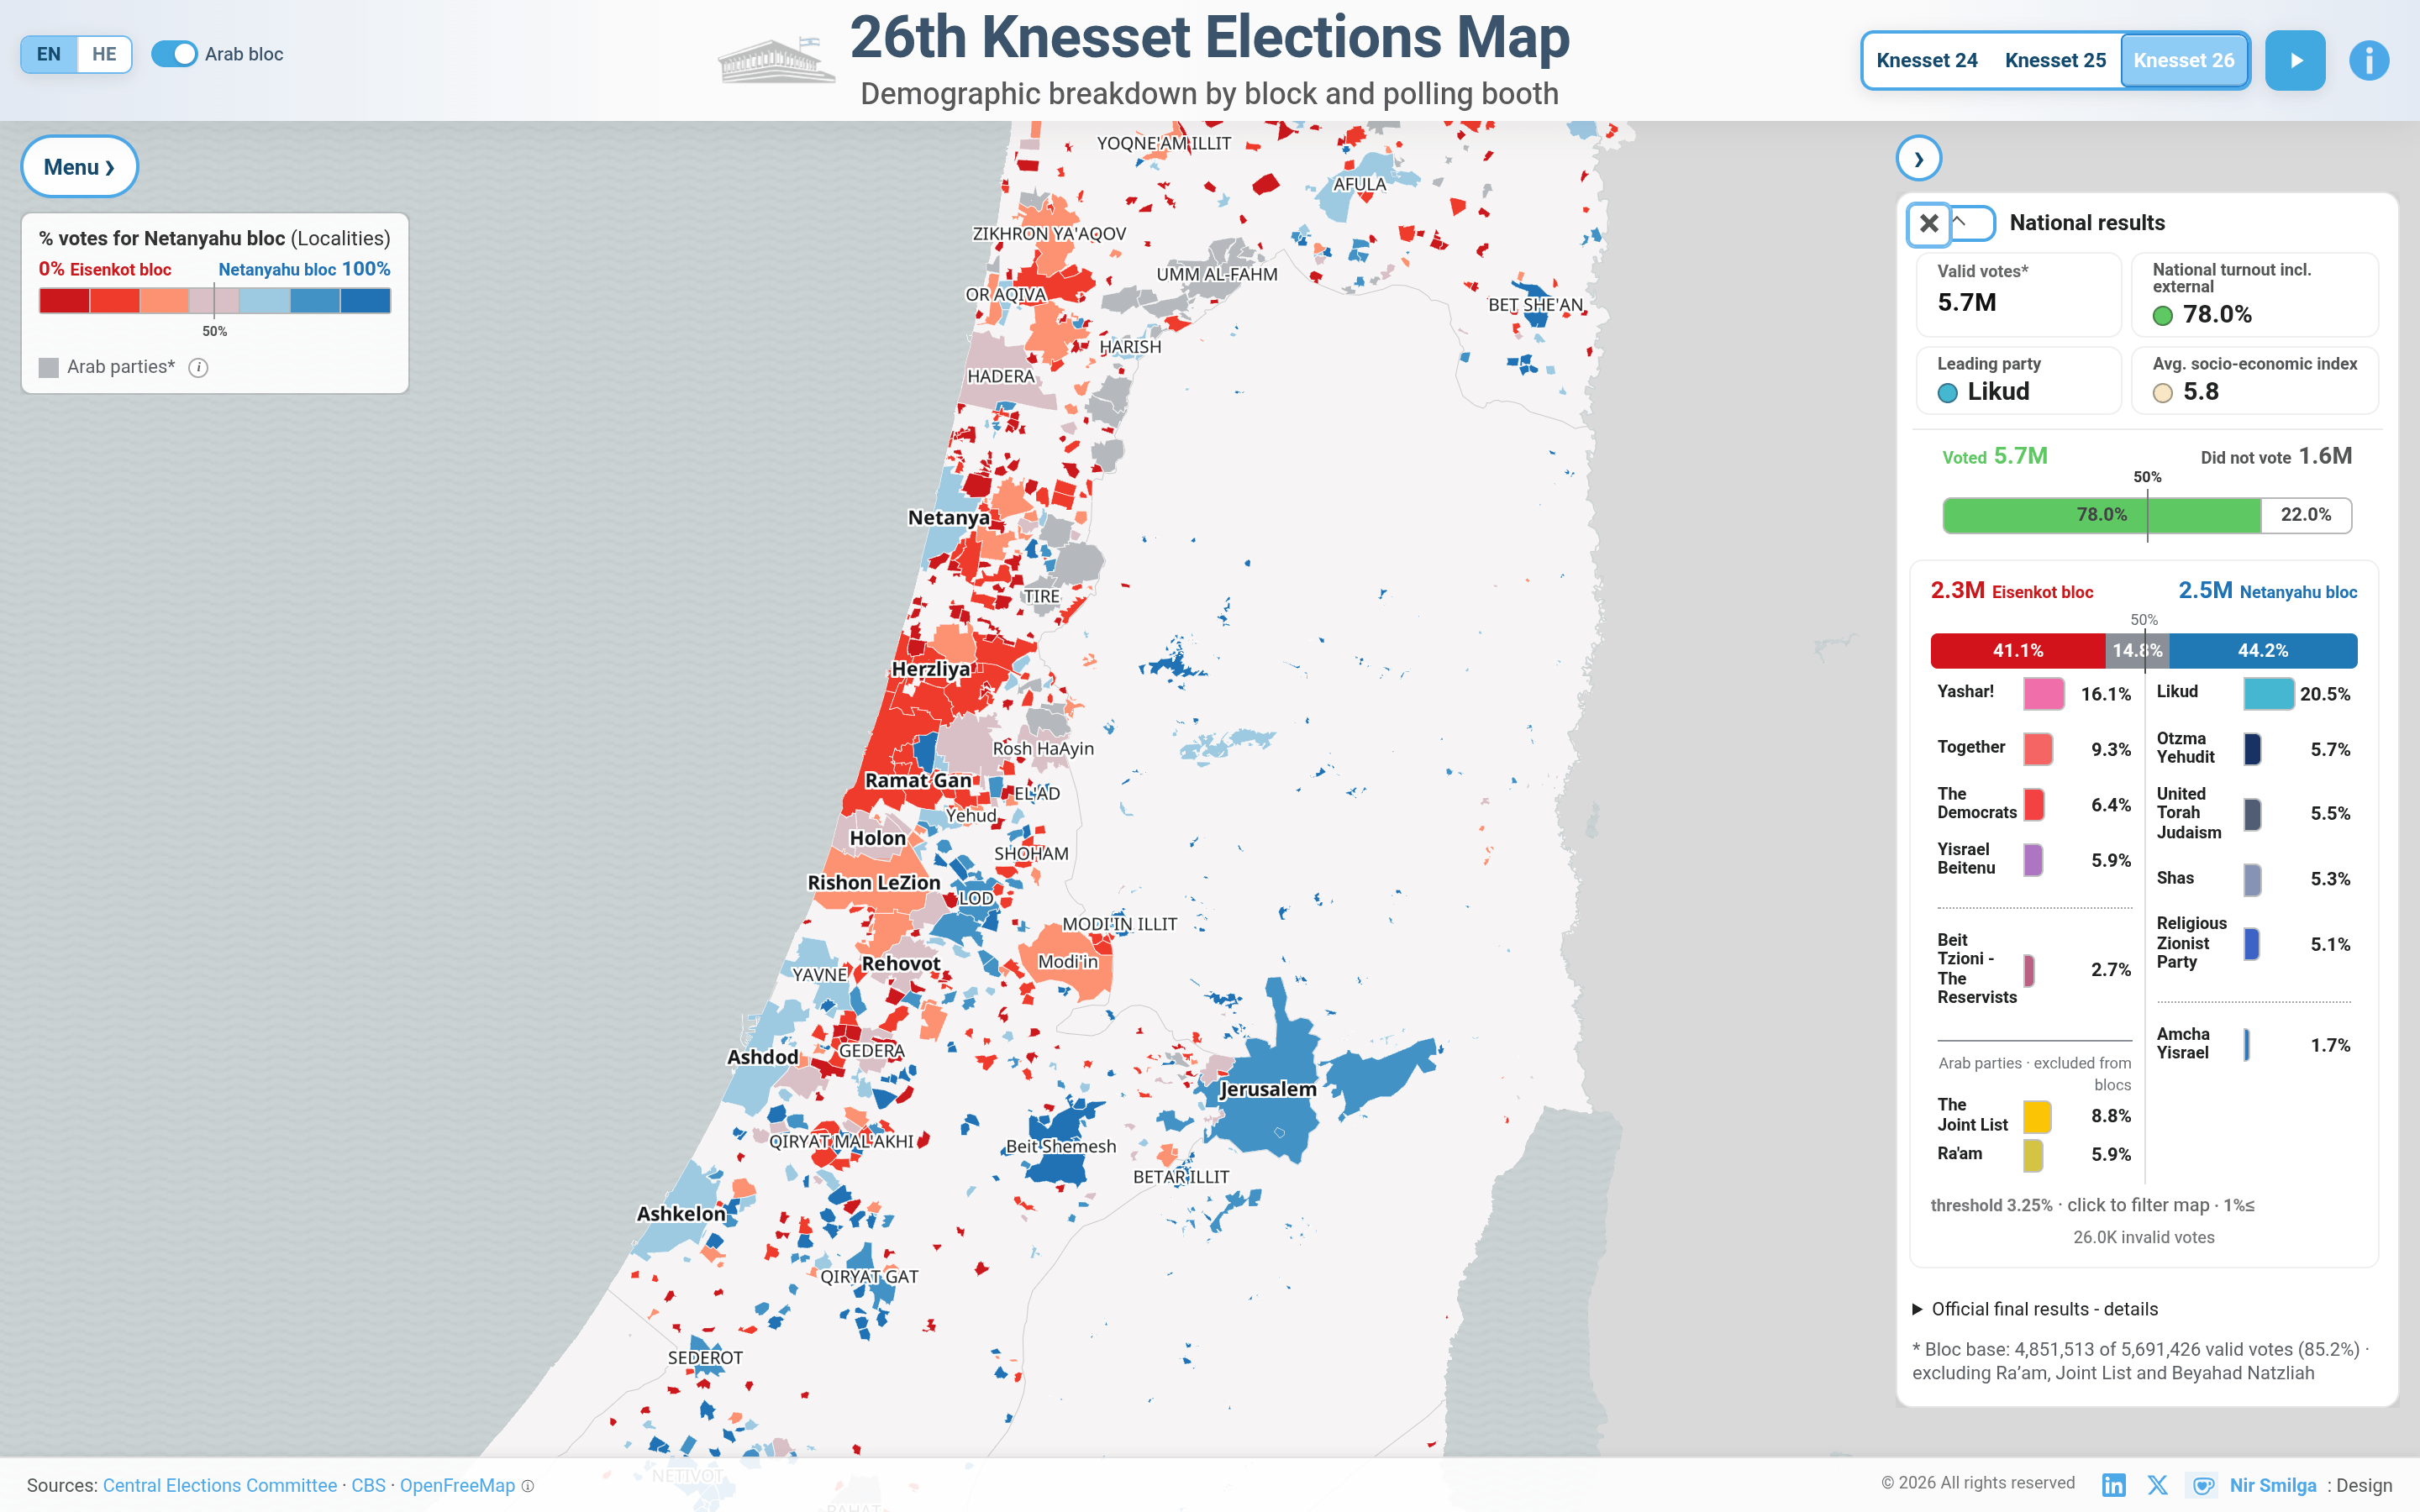 EN
HE
Arab bloc
26th Knesset Elections Map
Demographic breakdown by block and polling booth
Knesset 24
Knesset 25
Knesset 26
Menu ❯
% votes for Netanyahu bloc (Localities)
0% Eisenkot bloc
Netanyahu bloc 100%
50%
Arab parties*
YOQNE'AM ILLIT
AFULA
ZIKHRON YA'AQOV
UMM AL-FAHM
OR AQIVA
BET SHE'AN
HARISH
HADERA
Netanya
TIRE
Herzliya
Rosh HaAyin
Ramat Gan
EL'AD
Yehud
Holon
SHOHAM
Rishon LeZion
LOD
MODI'IN ILLIT
Modi'in
Rehovot
YAVNE
GEDERA
Ashdod
Jerusalem
QIRYAT MALAKHI
Beit Shemesh
BETAR ILLIT
Ashkelon
QIRYAT GAT
SEDEROT
NETIVOT
RAHAT
❯
National results
Valid votes*
5.7M
National turnout incl.
external
78.0%
Leading party
Likud
Avg. socio-economic index
5.8
Voted 5.7M
Did not vote 1.6M
50%
78.0%
22.0%
2.3M Eisenkot bloc
2.5M Netanyahu bloc
50%
41.1%
14.8%
44.2%
Yashar!
16.1%
Together
9.3%
The
Democrats
6.4%
Yisrael
Beitenu
5.9%
Beit
Tzioni -
The
Reservists
2.7%
Arab parties · excluded from
blocs
The
Joint List
8.8%
Ra'am
5.9%
Likud
20.5%
Otzma
Yehudit
5.7%
United
Torah
Judaism
5.5%
Shas
5.3%
Religious
Zionist
Party
5.1%
Amcha
Yisrael
1.7%
threshold 3.25% · click to filter map · 1%≤
26.0K invalid votes
▶ Official final results - details
* Bloc base: 4,851,513 of 5,691,426 valid votes (85.2%) ·
excluding Ra’am, Joint List and Beyahad Natzliah
Sources: Central Elections Committee · CBS · OpenFreeMap
© 2026 All rights reserved
Nir Smilga : Design